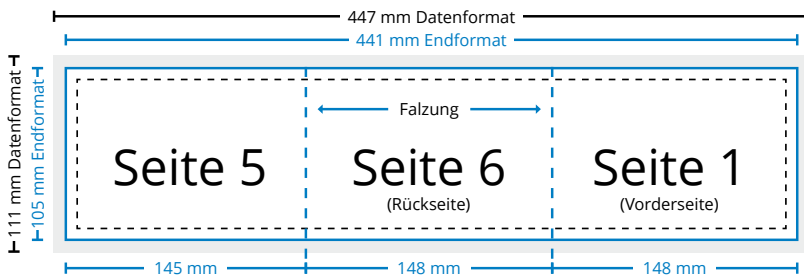 447 mm Datenformat
441 mm Endformat
111 mm Datenformat
105 mm Endformat
Falzung
Seite 5
Seite 6
(Rückseite)
Seite 1
(Vorderseite)
145 mm
148 mm
148 mm